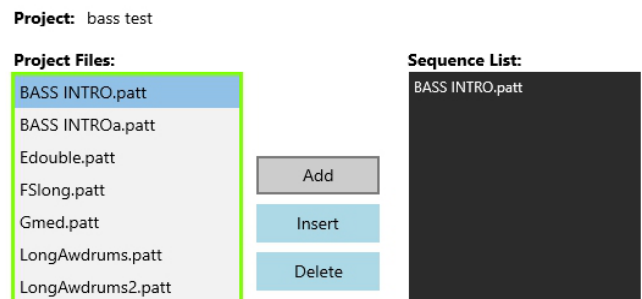 Project: bass test
Project Files:
BASS INTRO.patt
BASS INTROa.patt
Edouble.patt
FSlong.patt
Gmed.patt
LongAwdrums.patt
LongAwdrums2.patt
Add
Insert
Delete
Sequence List:
BASS INTRO.patt